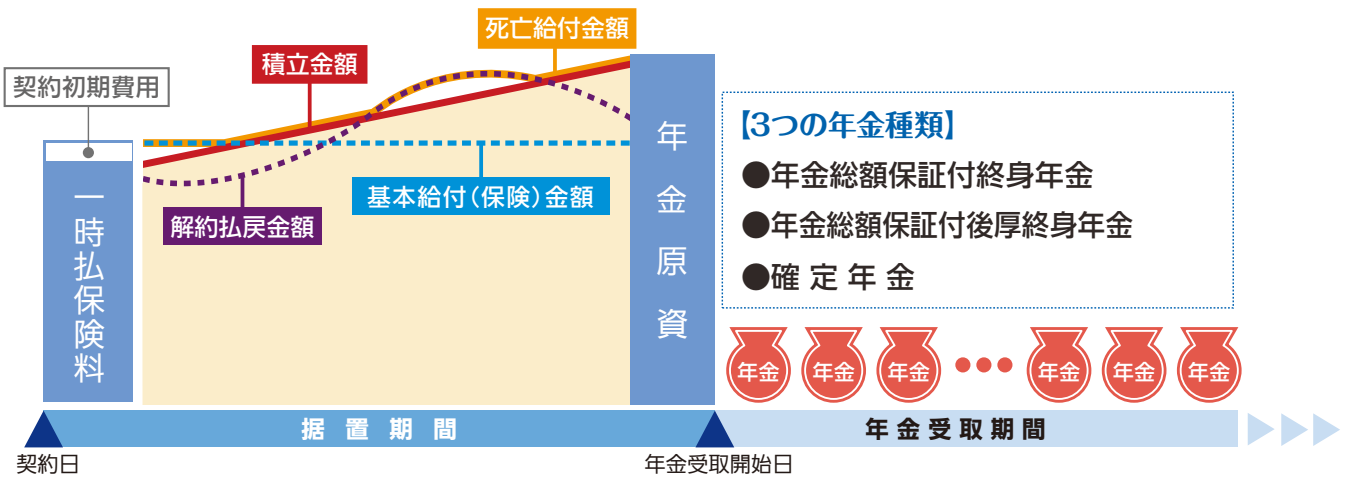 契約初期費用
積立金額
死亡給付金額
一時払保険料
基本給付(保険)金額
解約払戻金額
年金原資
【3つの年金種類】
●年金総額保証付終身年金
●年金総額保証付後厚終身年金
●確定年金
年金
年金
年金
●●●
年金
年金
年金
据置期間
年金受取期間
契約日
年金受取開始日